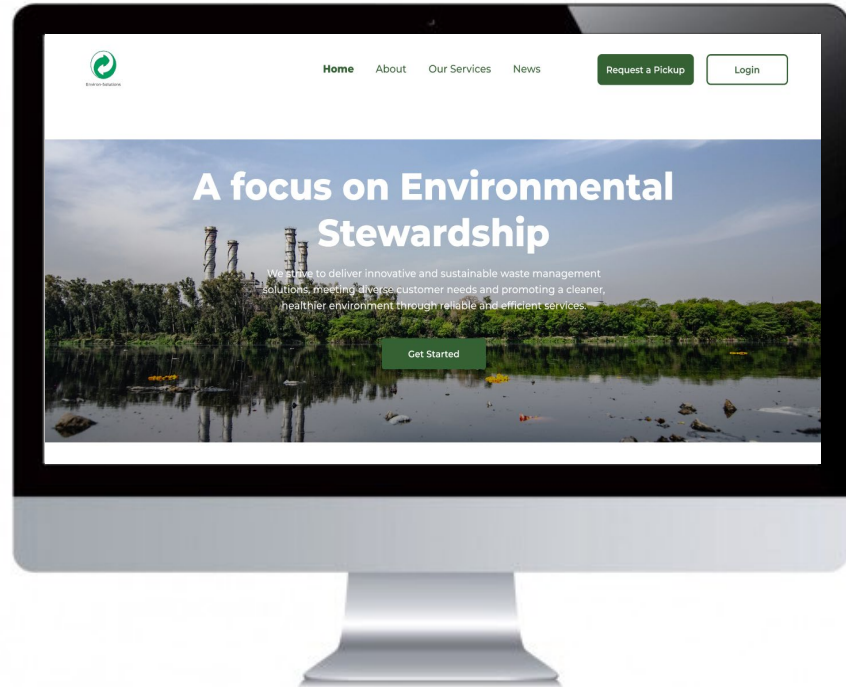 Environ-Solutions
Home About Our Services News Request a Pickup Login
A focus on Environmental
Stewardship
We strive to deliver innovative and sustainable waste management
solutions, meeting diverse customer needs and promoting a cleaner,
healthier environment through reliable and efficient services.
Get Started